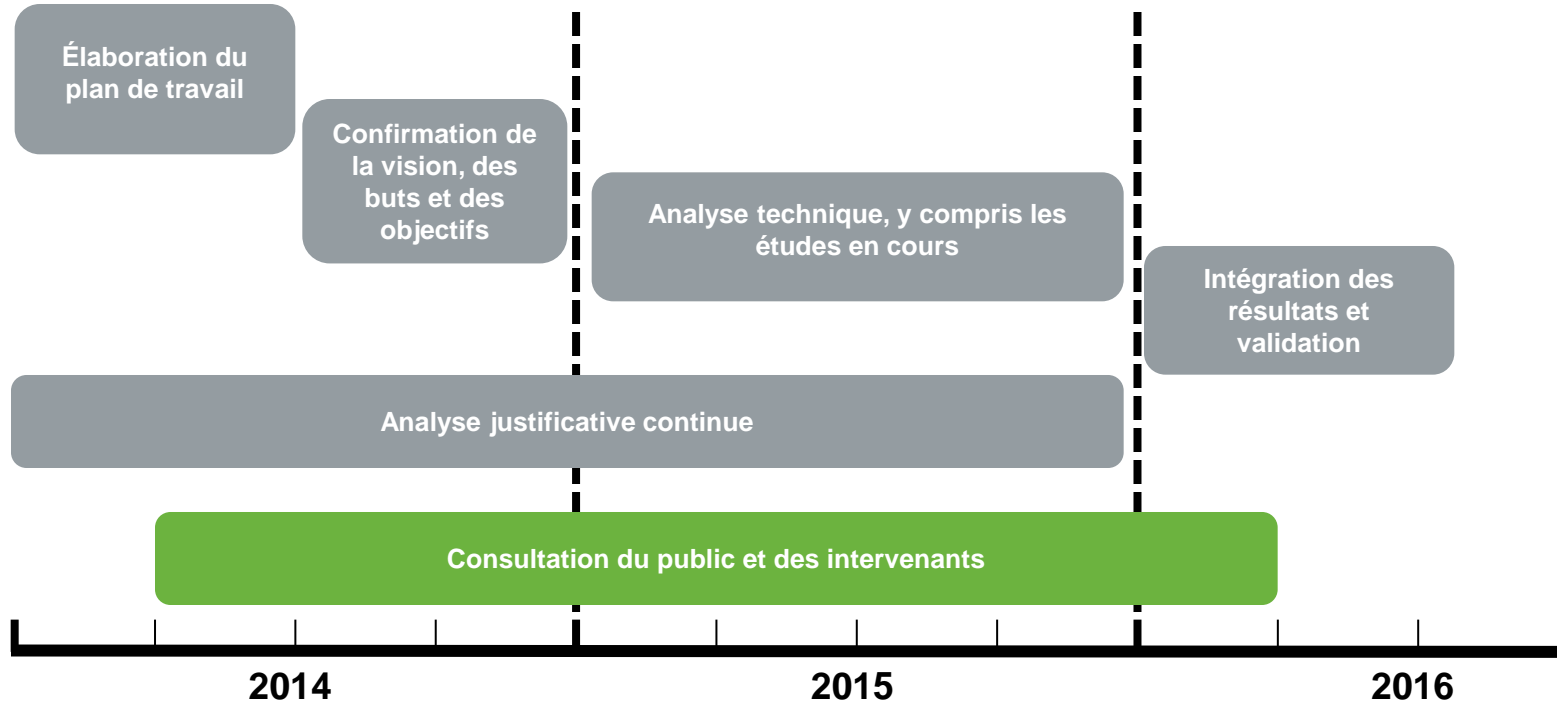 Élaboration du
plan de travail
Confirmation de
la vision, des
buts et des
objectifs
Analyse technique, y compris les
études en cours
Intégration des
résultats et
validation
Analyse justificative continue
Consultation du public et des intervenants
2014
2015
2016